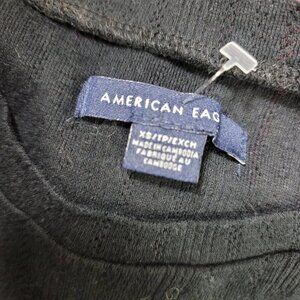 AMERICAN EAG
XS/TP/EXCH
MADE IN CAMBODIA
FABRIQUE AU
CAMBODGE